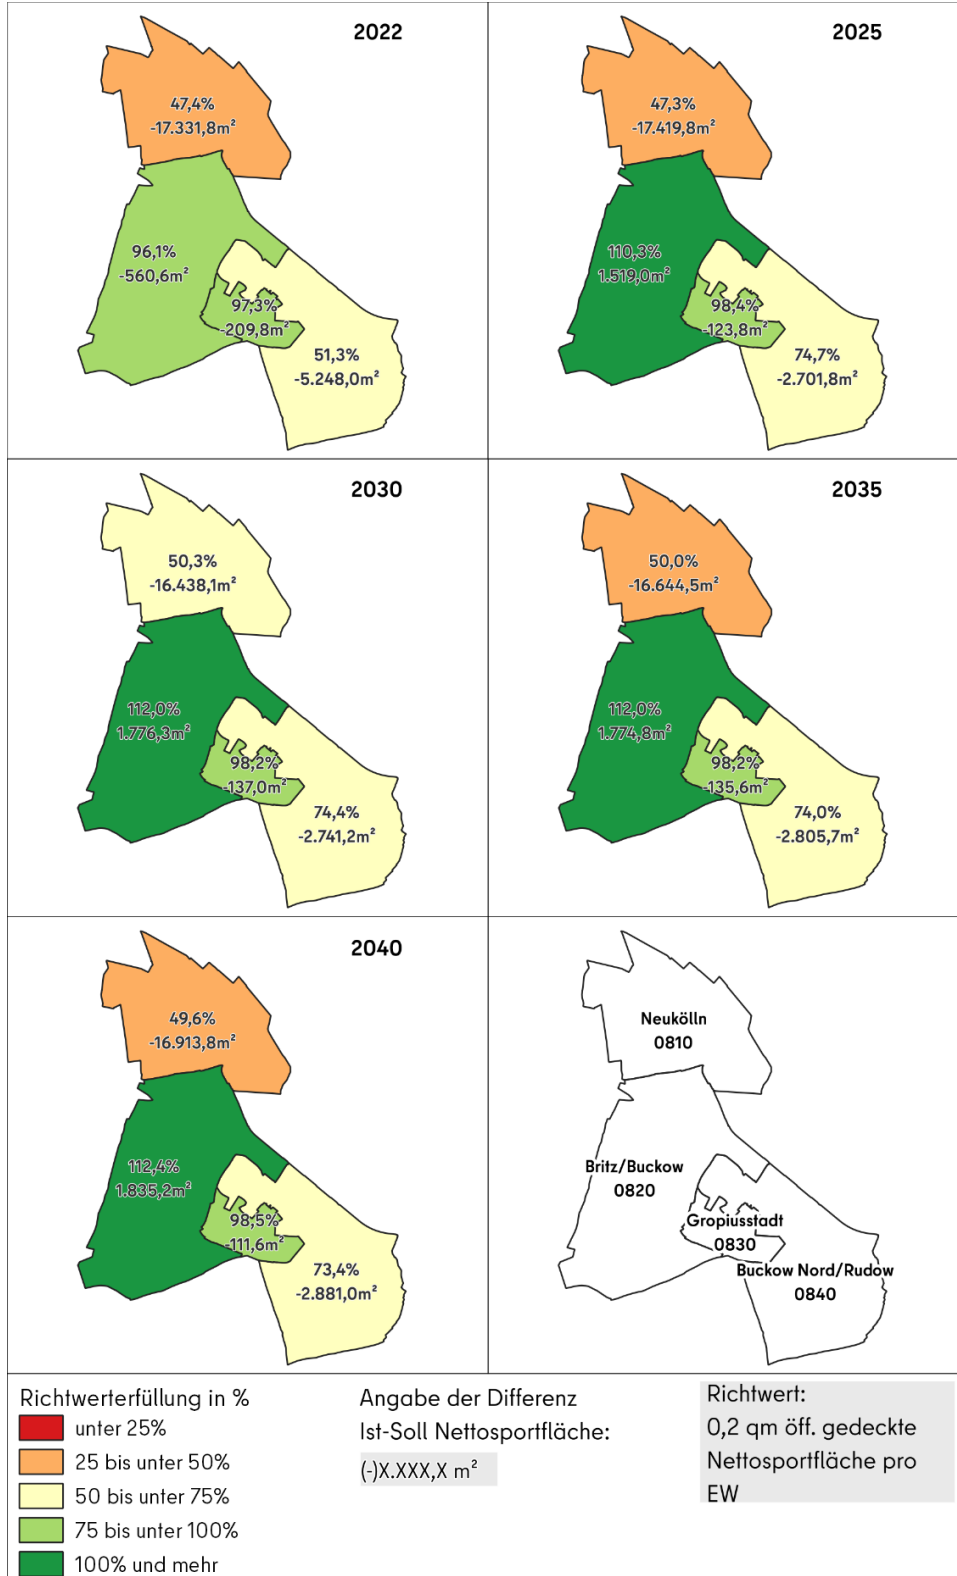 2022
47,4%
-17.331,8m²
96,1%
-560,6m²
97,3%
-209,8m²
51,3%
-5.248,0m²
2025
47,3%
-17.419,8m²
110,3%
1.519,0m²
98,4%
-123,8m²
74,7%
-2.701,8m²
2030
50,3%
-16.438,1m²
112,0%
1.776,3m²
98,2%
-137,0m²
74,4%
-2.741,2m²
2035
50,0%
-16.644,5m²
112,0%
1.774,8m²
98,2%
-135,6m²
74,0%
-2.805,7m²
2040
49,6%
-16.913,8m²
112,4%
1.835,2m²
98,5%
-111,6m²
73,4%
-2.881,0m²
Neukölln
0810
Britz/Buckow
0820
Gropiusstadt
0830
Buckow Nord/Rudow
0840
Richtwerterfüllung in %
unter 25%
25 bis unter 50%
50 bis unter 75%
75 bis unter 100%
100% und mehr
Angabe der Differenz
Ist-Soll Nettosportfläche:
(-)X.XXX,X m²
Richtwert:
0,2 qm öff. gedeckte
Nettosportfläche pro
EW